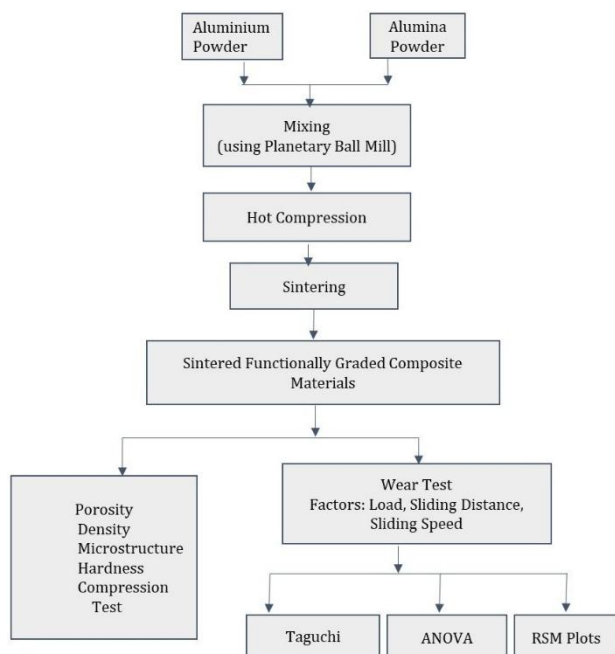 Aluminium
Powder
Alumina
Powder
Mixing
(using Planetary Ball Mill)
Hot Compression
Sintering
Sintered Functionally Graded Composite
Materials
Porosity
Density
Microstructure
Hardness
Compression
Test
Wear Test
Factors: Load, Sliding Distance,
Sliding Speed
Taguchi
ANOVA
RSM Plots